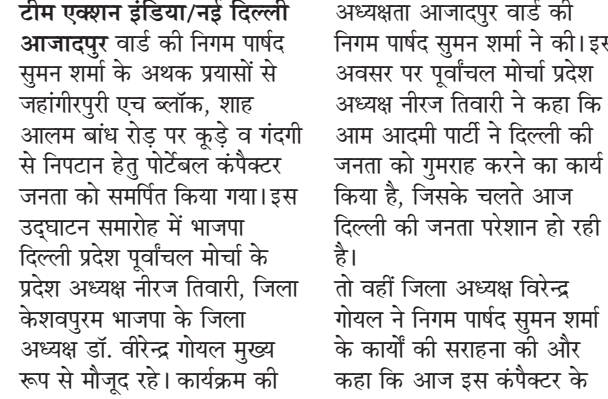 टीम एक्शन इंडिया/नई दिल्ली
आजादपुर वार्ड की निगम पार्षद
सुमन शर्मा के अथक प्रयासों से
जहांगीरपुरी एच ब्लॉक, शाह
आलम बांध रोड़ पर कूड़े व गंदगी
से निपटान हेतु पोर्टेबल कंपैक्टर
जनता को समर्पित किया गया।इस
उद्घाटन समारोह में भाजपा
दिल्ली प्रदेश पूर्वांचल मोर्चा के
प्रदेश अध्यक्ष नीरज तिवारी, जिला
केशवपुरम भाजपा के जिला
अध्यक्ष डॉ. वीरेन्द्र गोयल मुख्य
रूप से मौजूद रहे। कार्यक्रम की
अध्यक्षता आजादपुर वार्ड की
निगम पार्षद सुमन शर्मा ने की।इस
अवसर पर पूर्वांचल मोर्चा प्रदेश
अध्यक्ष नीरज तिवारी ने कहा कि
आम आदमी पार्टी ने दिल्ली की
जनता को गुमराह करने का कार्य
किया है, जिसके चलते आज
दिल्ली की जनता परेशान हो रही
है।
तो वहीं जिला अध्यक्ष विरेन्द्र
गोयल ने निगम पार्षद सुमन शर्मा
के कार्यों की सराहना की और
कहा कि आज इस कंपैक्टर के